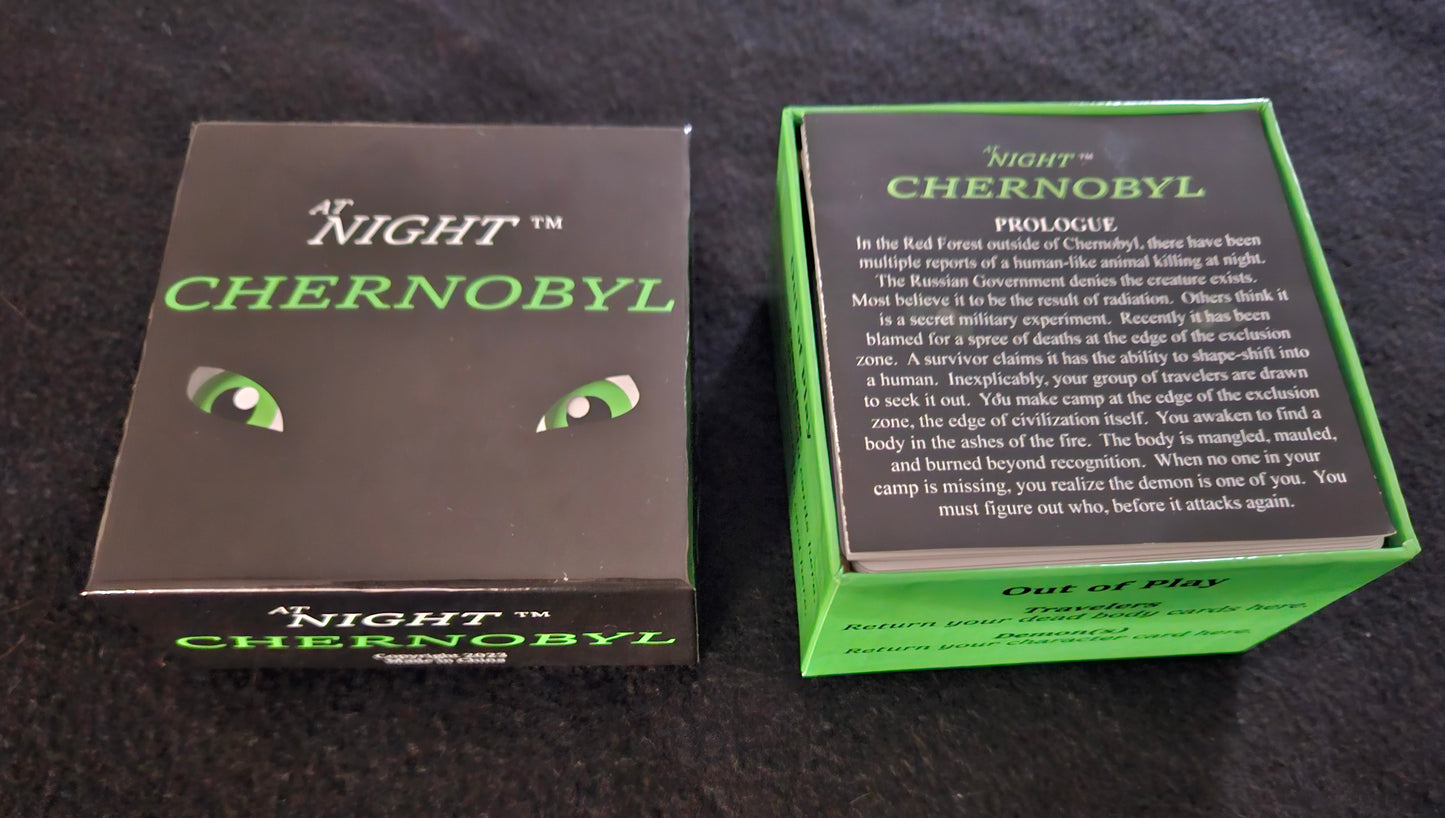 AT
NIGHT ™
CHERNOBYL
AT
NIGHT ™
CHERNOBYL
Copyright 2022
Made in China
AT
NIGHT ™
CHERNOBYL
PROLOGUE
In the Red Forest outside of Chernobyl, there have been
multiple reports of a human-like animal killing at night.
The Russian Government denies the creature exists.
Most believe it to be the result of radiation. Others think it
is a secret military experiment. Recently it has been
blamed for a spree of deaths at the edge of the exclusion
zone. A survivor claims it has the ability to shape-shift into
a human. Inexplicably, your group of travelers are drawn
to seek it out. You make camp at the edge of the exclusion
zone, the edge of civilization itself. You awaken to find a
body in the ashes of the fire. The body is mangled, mauled,
and burned beyond recognition. When no one in your
camp is missing, you realize the demon is one of you. You
must figure out who, before it attacks again.
Out of Play
Travelers
Return your dead body cards here.
Demon(s)
Return your character card here.